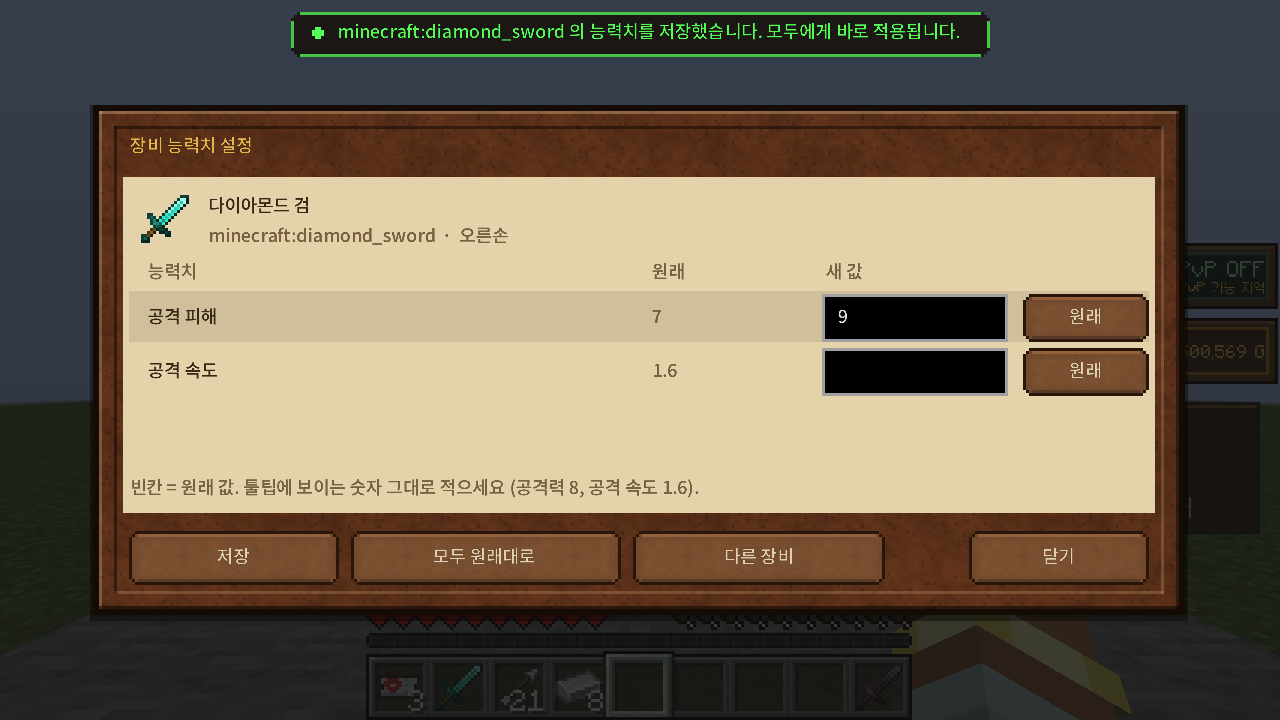 minecraft:diamond_sword 의 능력치를 저장했습니다. 모두에게 바로 적용됩니다.
장비 능력치 설정
다이아몬드 검
minecraft:diamond_sword · 오른손
능력치 원래 새 값
공격 피해 7 9 원래
공격 속도 1.6 원래
빈칸 = 원래 값. 툴팁에 보이는 숫자 그대로 적으세요 (공격력 8, 공격 속도 1.6).
저장 모두 원래대로 다른 장비 닫기
PvP OFF
PvP 가능 지역
600,569 G
3 21 8